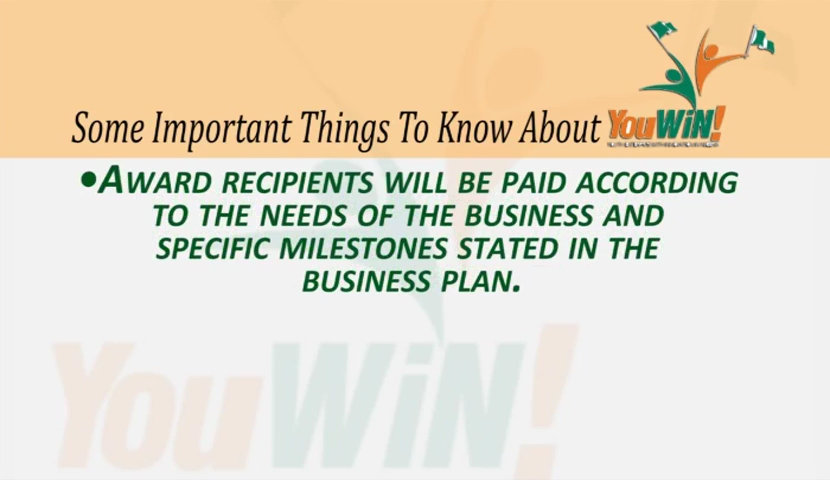 Some Important Things To Know About YouWiN!
•AWARD RECIPIENTS WILL BE PAID ACCORDING
TO THE NEEDS OF THE BUSINESS AND
SPECIFIC MILESTONES STATED IN THE
BUSINESS PLAN.
YouWiN!